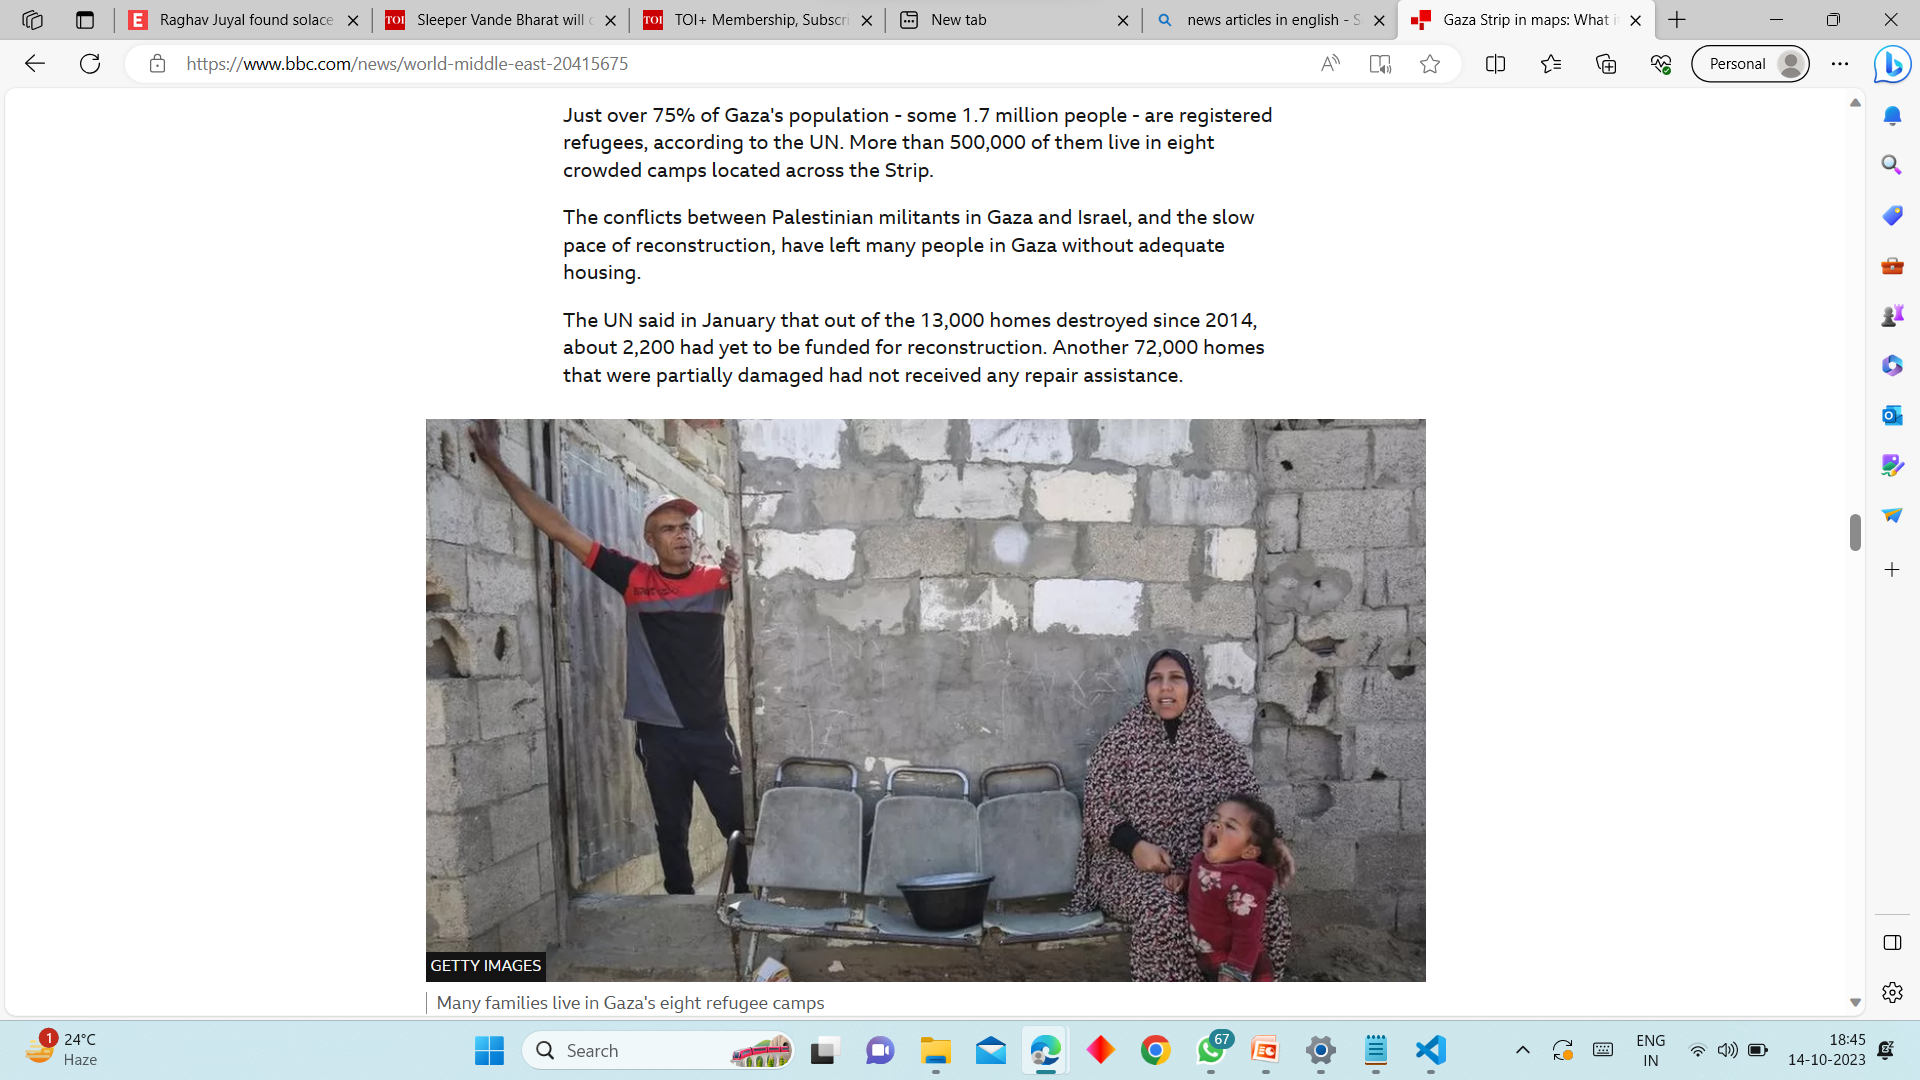 Raghav Juyal found solace
Sleeper Vande Bharat will c
TOI+ Membership, Subscri
New tab
news articles in english - S
Gaza Strip in maps: What i
https://www.bbc.com/news/world-middle-east-20415675
Personal
Just over 75% of Gaza's population - some 1.7 million people - are registered
refugees, according to the UN. More than 500,000 of them live in eight
crowded camps located across the Strip.
The conflicts between Palestinian militants in Gaza and Israel, and the slow
pace of reconstruction, have left many people in Gaza without adequate
housing.
The UN said in January that out of the 13,000 homes destroyed since 2014,
about 2,200 had yet to be funded for reconstruction. Another 72,000 homes
that were partially damaged had not received any repair assistance.
GETTY IMAGES
Many families live in Gaza's eight refugee camps
1
24°C
Haze
Search
67
ENG
IN
18:45
14-10-2023